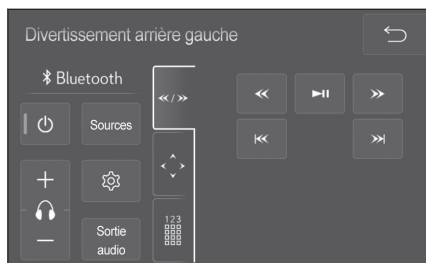 Divertissement arrière gauche
Bluetooth
Sources
Sortie
audio
123